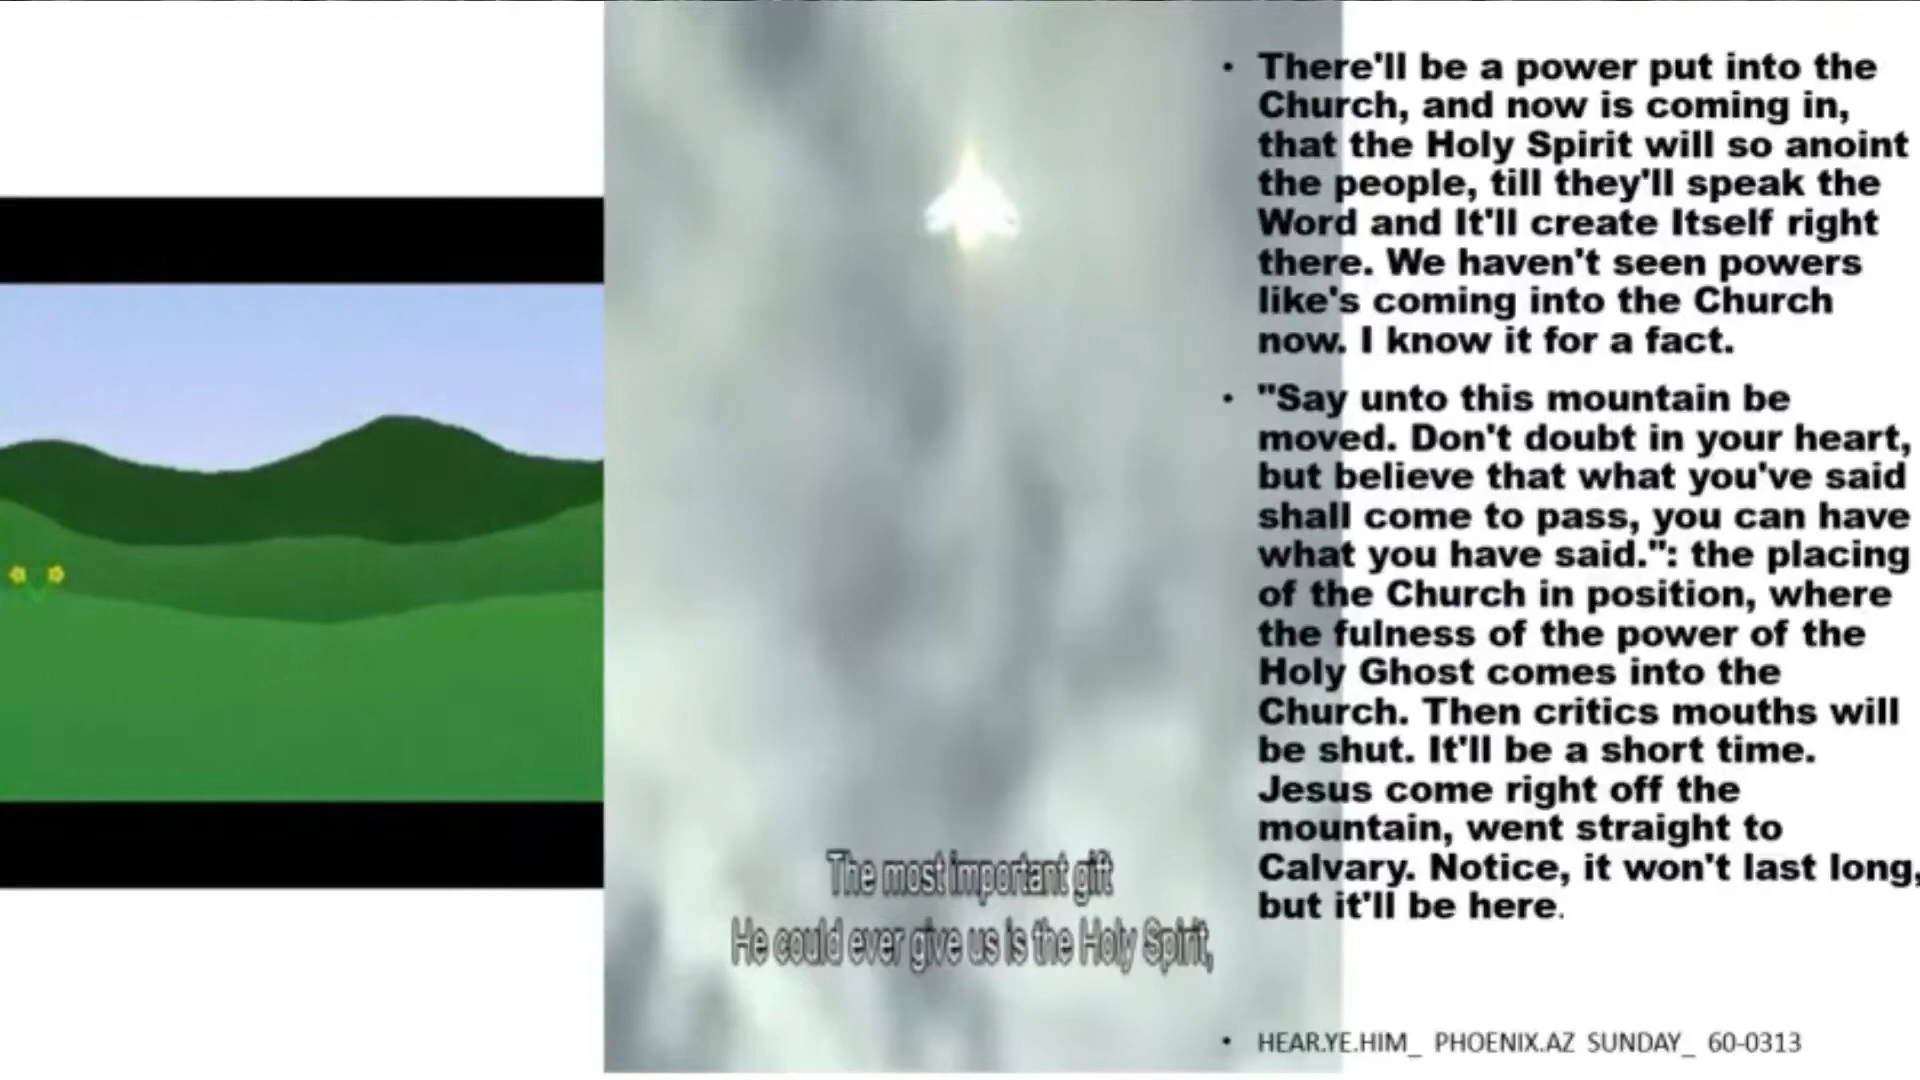 • There'll be a power put into the
Church, and now is coming in,
that the Holy Spirit will so anoint
the people, till they'll speak the
Word and It'll create Itself right
there. We haven't seen powers
like's coming into the Church
now. I know it for a fact.
• "Say unto this mountain be
moved. Don't doubt in your heart,
but believe that what you've said
shall come to pass, you can have
what you have said.": the placing
of the Church in position, where
the fulness of the power of the
Holy Ghost comes into the
Church. Then critics mouths will
be shut. It'll be a short time.
Jesus come right off the
mountain, went straight to
Calvary. Notice, it won't last long,
but it'll be here.
The most important gift
He could ever give us is the Holy Spirit,
• HEAR.YE.HIM_ PHOENIX.AZ SUNDAY_ 60-0313